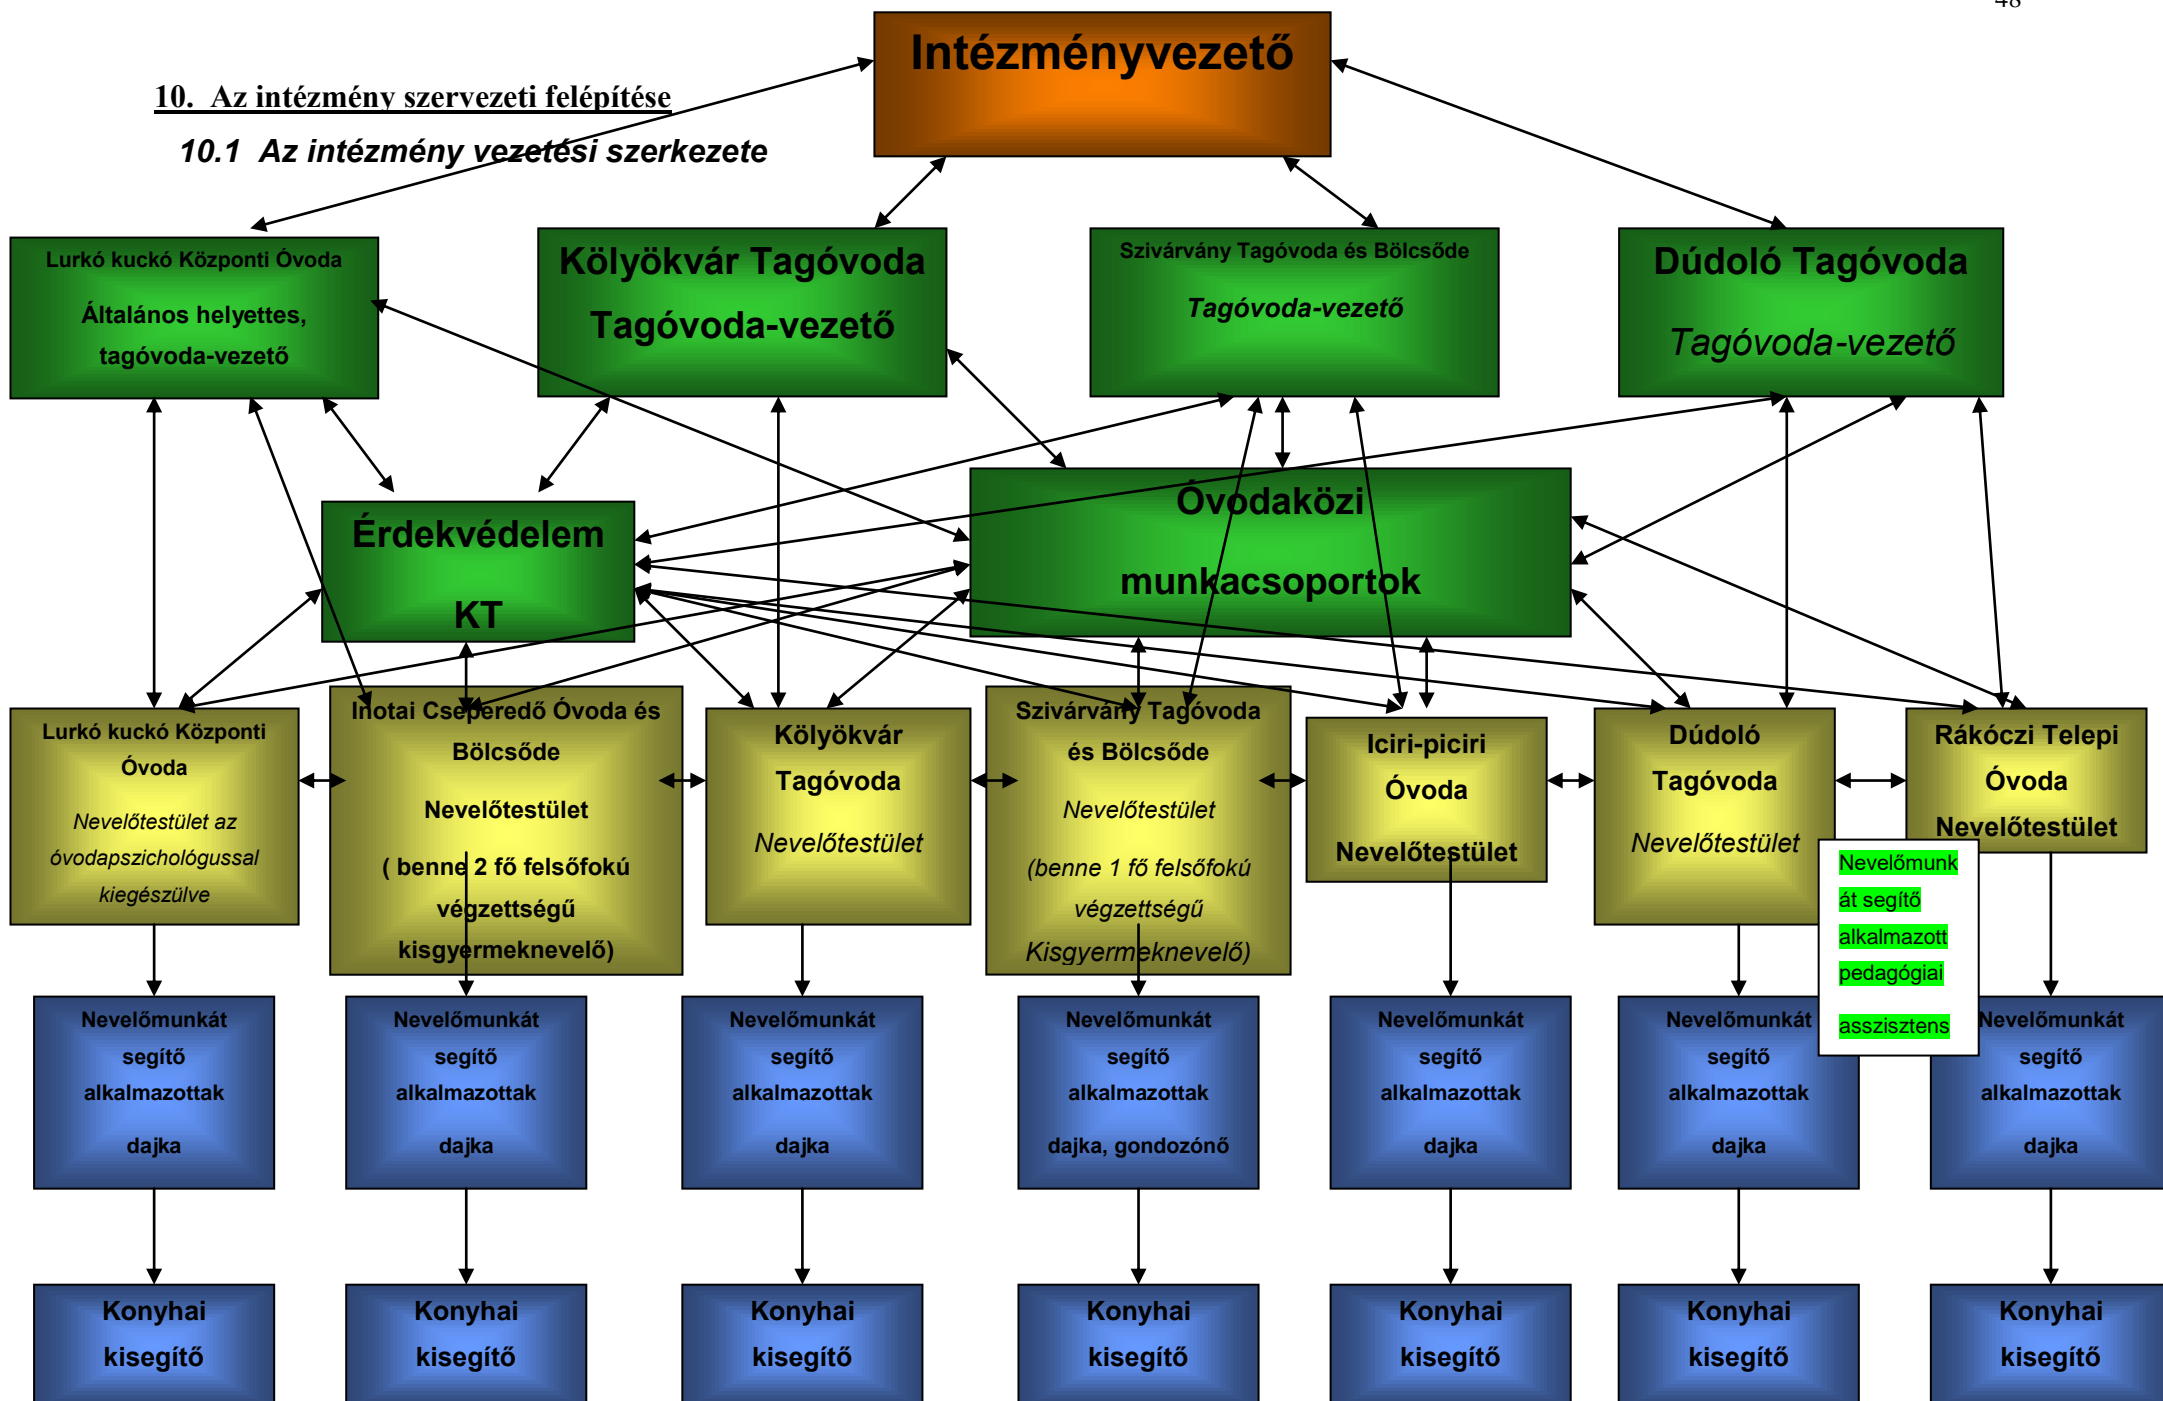 48
Intézményvezető
10. Az intézmény szervezeti felépítése
10.1 Az intézmény vezetési szerkezete
Lurkó kuckó Központi Óvoda
Általános helyettes,
tagóvoda-vezető
Kölyökvár Tagóvoda
Tagóvoda-vezető
Szivárvány Tagóvoda és Bölcsőde
Tagóvoda-vezető
Dúdoló Tagóvoda
Tagóvoda-vezető
Érdekvédelem
KT
Óvodaközi
munkacsoportok
Lurkó kuckó Központi
Óvoda
Nevelőtestület az
óvodapszichológussal
kiegészülve
Inotai Cseperedő Óvoda és
Bölcsőde
Nevelőtestület
( benne 2 fő felsőfokú
végzettségű
kisgyermeknevelő)
Kölyökvár
Tagóvoda
Nevelőtestület
Szivárvány Tagóvoda
és Bölcsőde
Nevelőtestület
(benne 1 fő felsőfokú
végzettségű
Kisgyermeknevelő)
Iciri-piciri
Óvoda
Nevelőtestület
Dúdoló
Tagóvoda
Nevelőtestület
Rákóczi Telepi
Óvoda
Nevelőtestület
Nevelőmunk
át segítő
alkalmazott
pedagógiai
asszisztens
Nevelőmunkát
segítő
alkalmazottak
dajka
Nevelőmunkát
segítő
alkalmazottak
dajka
Nevelőmunkát
segítő
alkalmazottak
dajka
Nevelőmunkát
segítő
alkalmazottak
dajka, gondozónő
Nevelőmunkát
segítő
alkalmazottak
dajka
Nevelőmunkát
segítő
alkalmazottak
dajka
Nevelőmunkát
segítő
alkalmazottak
dajka
Konyhai
kisegítő
Konyhai
kisegítő
Konyhai
kisegítő
Konyhai
kisegítő
Konyhai
kisegítő
Konyhai
kisegítő
Konyhai
kisegítő